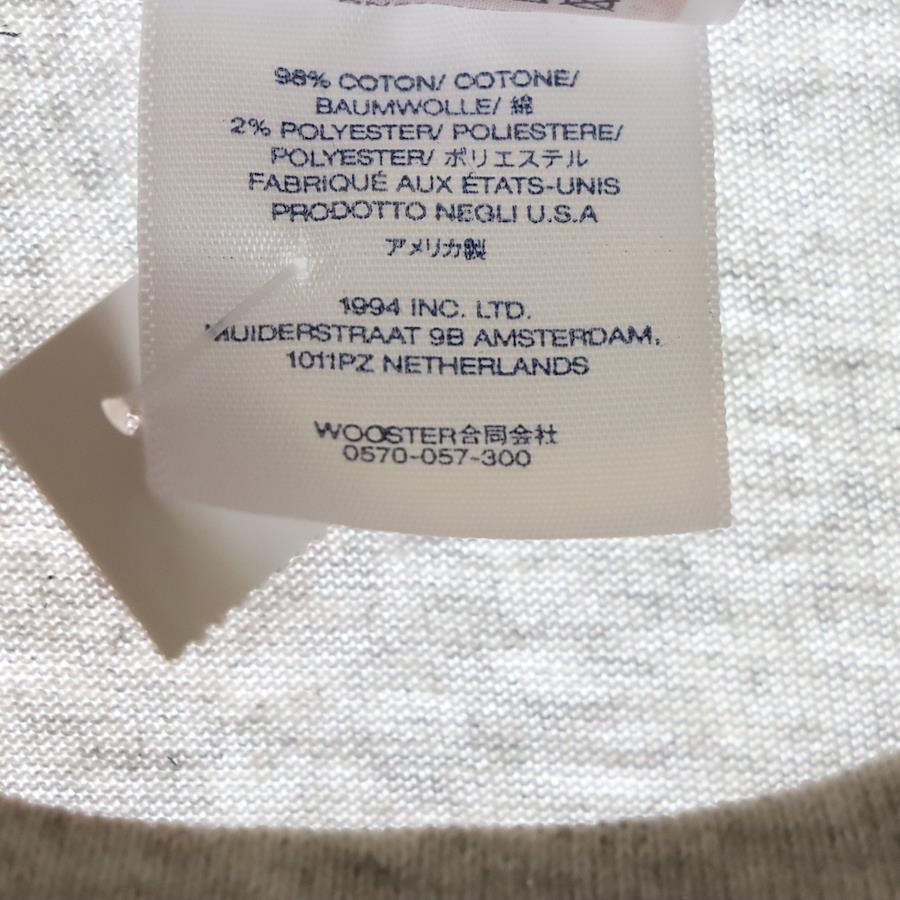 98% COTON/ COTONE/
BAUMWOLLE/ 綿
2% POLYESTER/ POLIESTERE/
POLYESTER/ ポリエステル
FABRIQUÉ AUX ÉTATS-UNIS
PRODOTTO NEGLI U.S.A
アメリカ製
1994 INC. LTD.
MUIDERSTRAAT 9B AMSTERDAM,
1011PZ NETHERLANDS
WOOSTER合同会社
0570-057-300